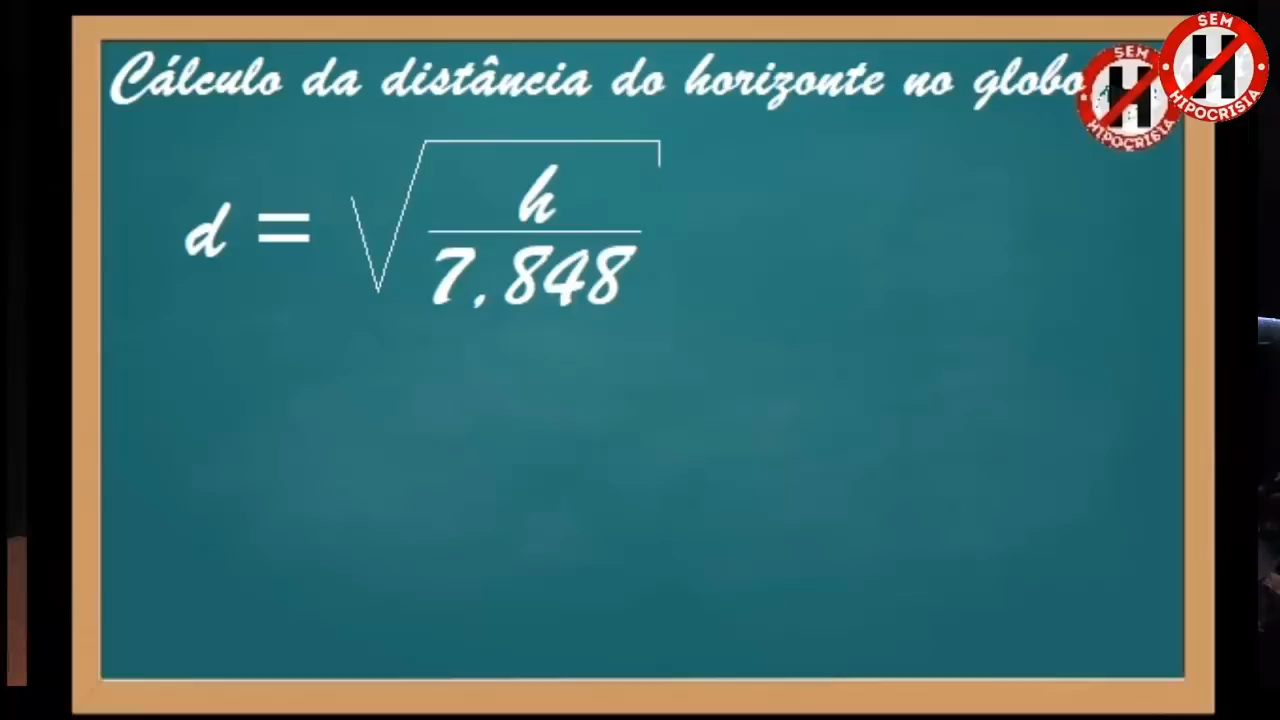 Cálculo da distância do horizonte no globo.
d = √ h
7,848
SEM
H
HIPOCRISIA
SEM
H
HIPOCRISIA